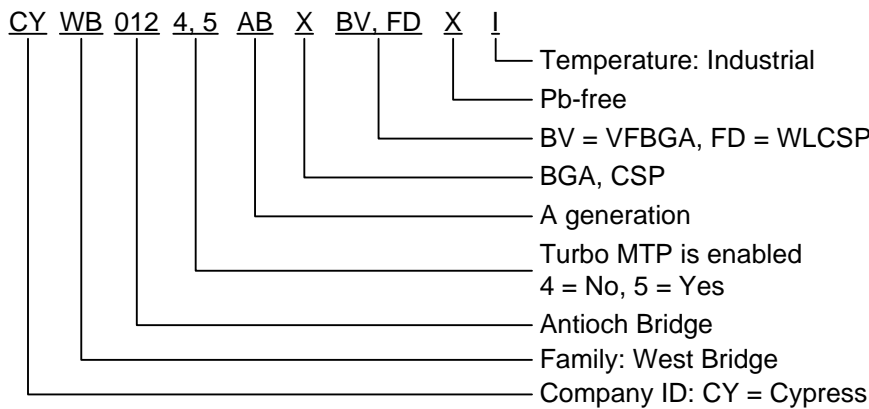 CY WB 012 4, 5 AB X BV, FD X I
Temperature: Industrial
Pb-free
BV = VFBGA, FD = WLCSP
BGA, CSP
A generation
Turbo MTP is enabled
4 = No, 5 = Yes
Antioch Bridge
Family: West Bridge
Company ID: CY = Cypress